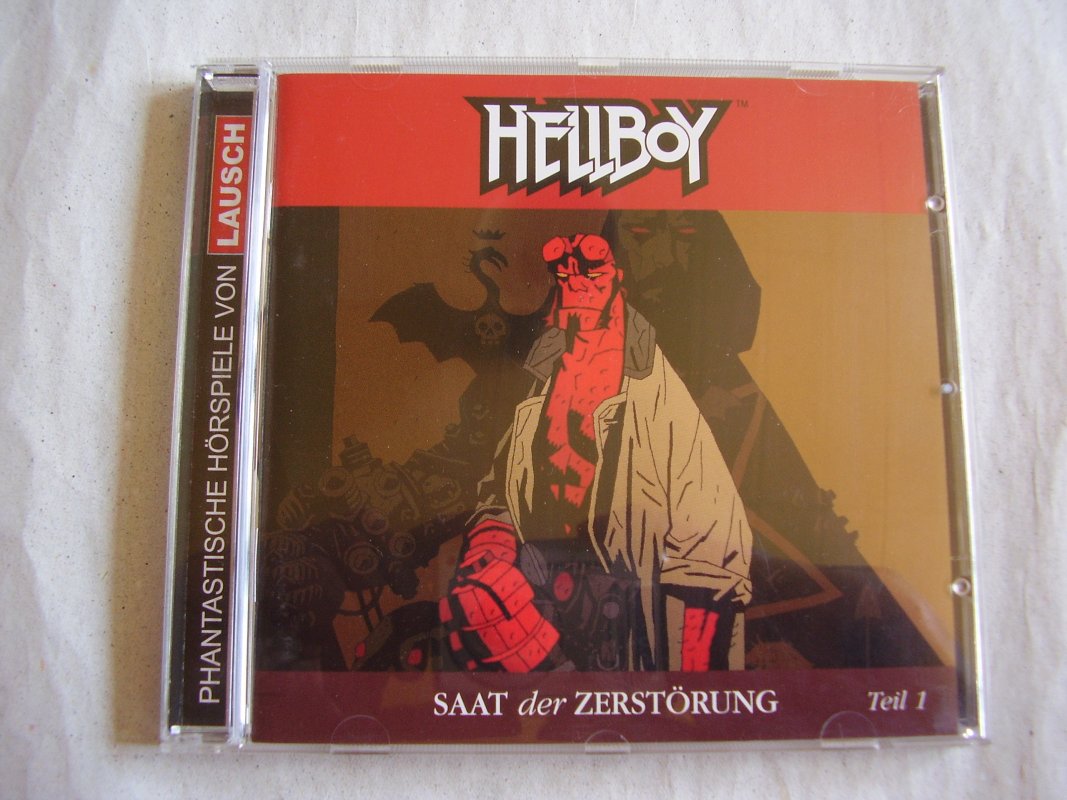 PHANTASTISCHE HÖRSPIELE VON LAUSCH
HELLBOY™
SAAT der ZERSTÖRUNG
Teil 1